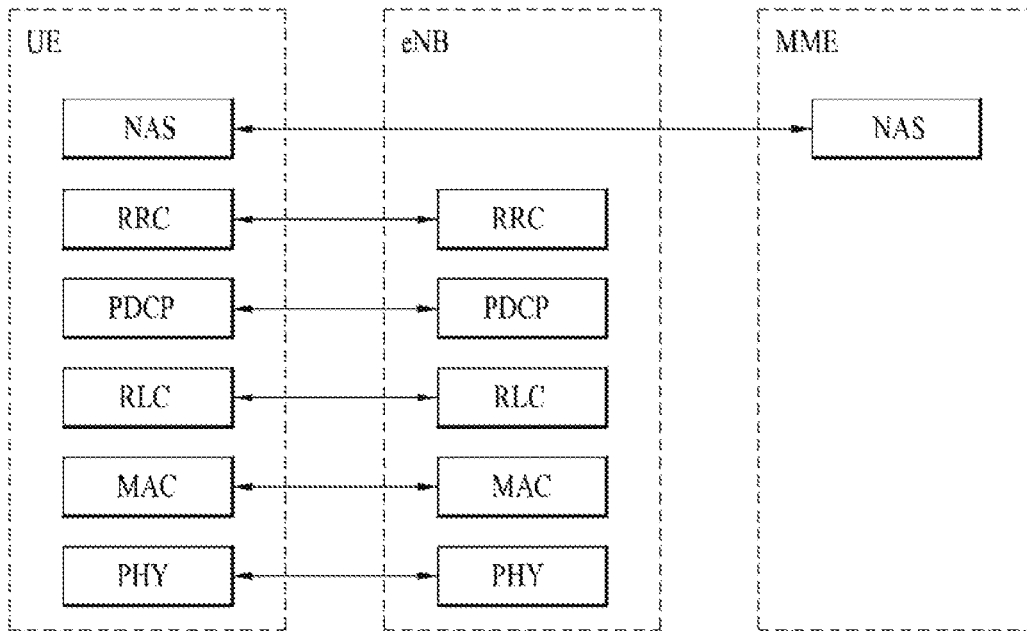 UE eNB MME
NAS NAS
RRC RRC
PDCP PDCP
RLC RLC
MAC MAC
PHY PHY